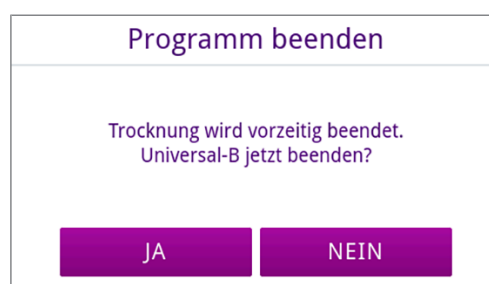 Programm beenden
Trocknung wird vorzeitig beendet.
Universal-B jetzt beenden?
JA
NEIN